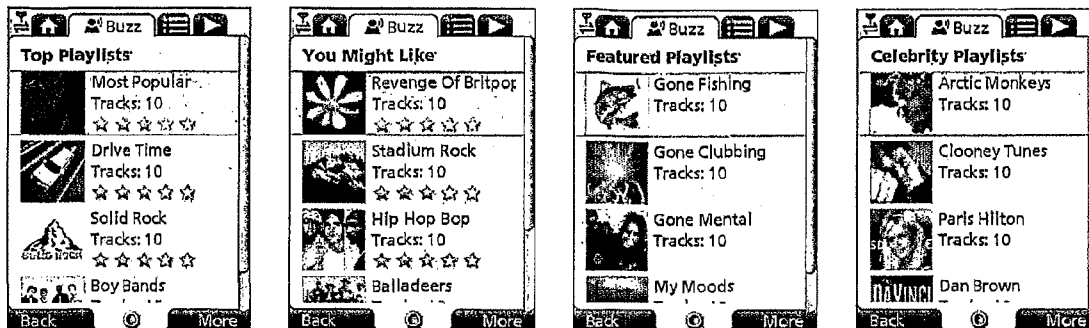 Buzz
Top Playlists
Most Popular
Tracks: 10
Drive Time
Tracks: 10
Solid Rock
Tracks: 10
SOLID ROCK
Boy Bands
Back
More
Buzz
You Might Like
Revenge Of Britpop
Tracks: 10
Stadium Rock
Tracks: 10
Hip Hop Bop
Tracks: 10
Balladeers
Back
More
Buzz
Featured Playlists
Gone Fishing
Tracks: 10
Gone Clubbing
Tracks: 10
Gone Mental
Tracks: 10
My Moods
Back
More
Buzz
Celebrity Playlists
Arctic Monkeys
Tracks: 10
Clooney Tunes
Tracks: 10
Paris Hilton
Tracks: 10
DAVINCI
Dan Brown
Back
More